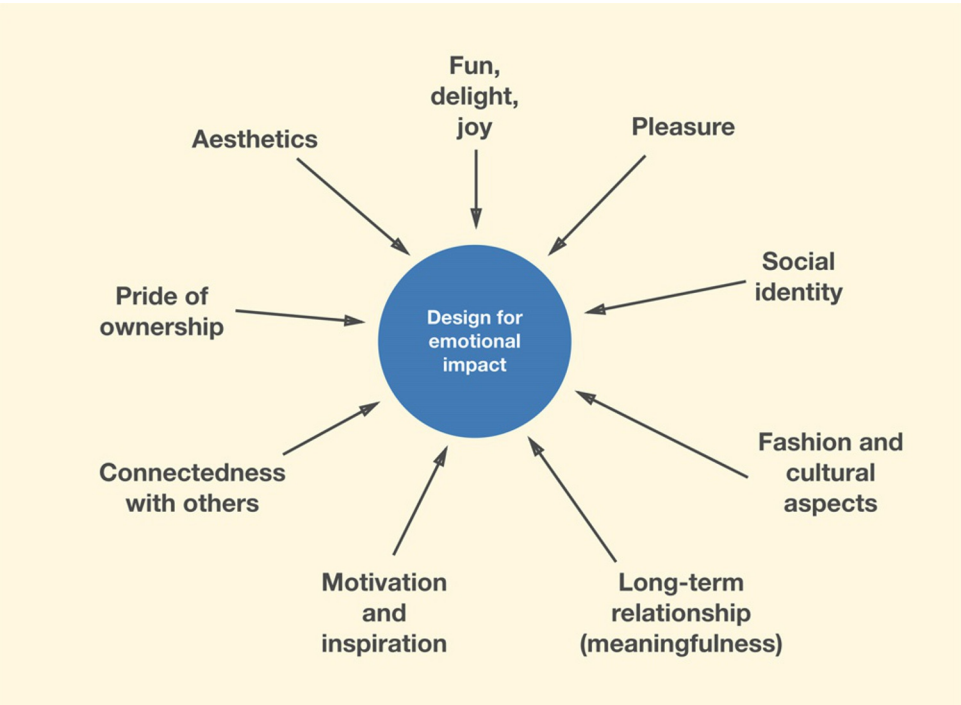 Fun,
delight,
joy
Pleasure
Aesthetics
Social
identity
Pride of
ownership
Design for
emotional
impact
Fashion and
cultural
aspects
Connectedness
with others
Motivation
and
inspiration
Long-term
relationship
(meaningfulness)